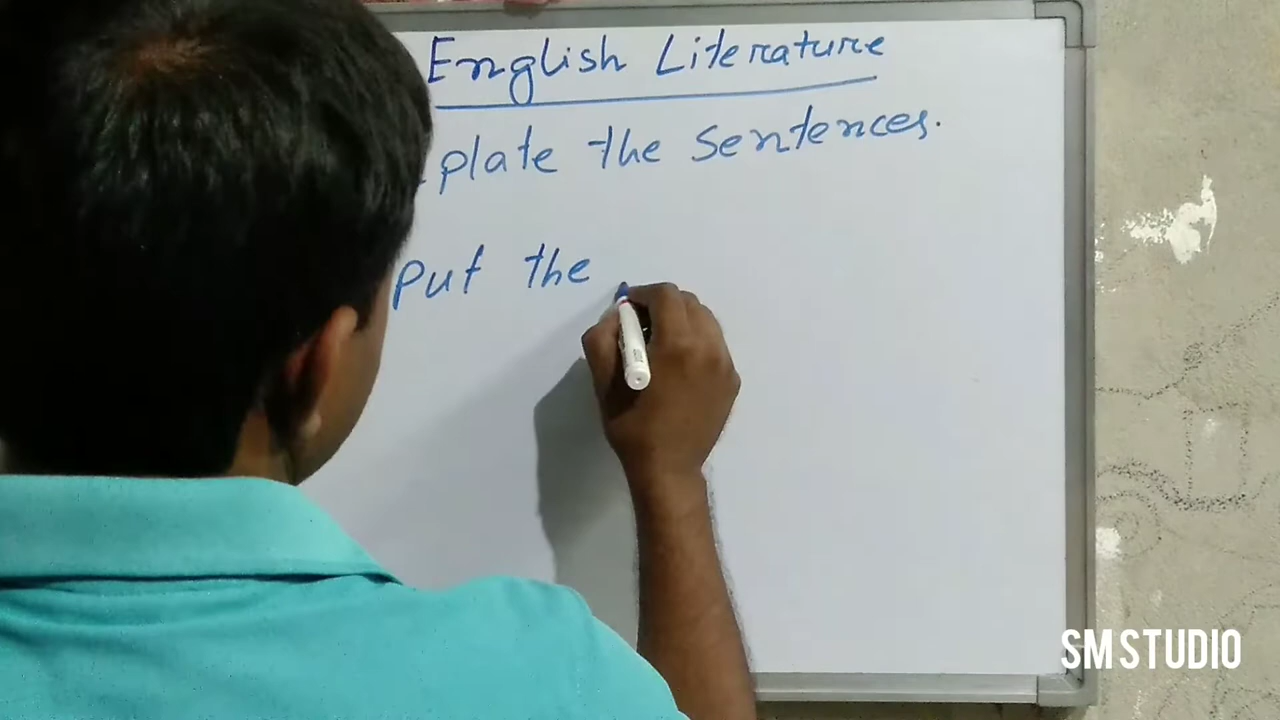 English Literature
plate the sentences.
put the
SM STUDIO